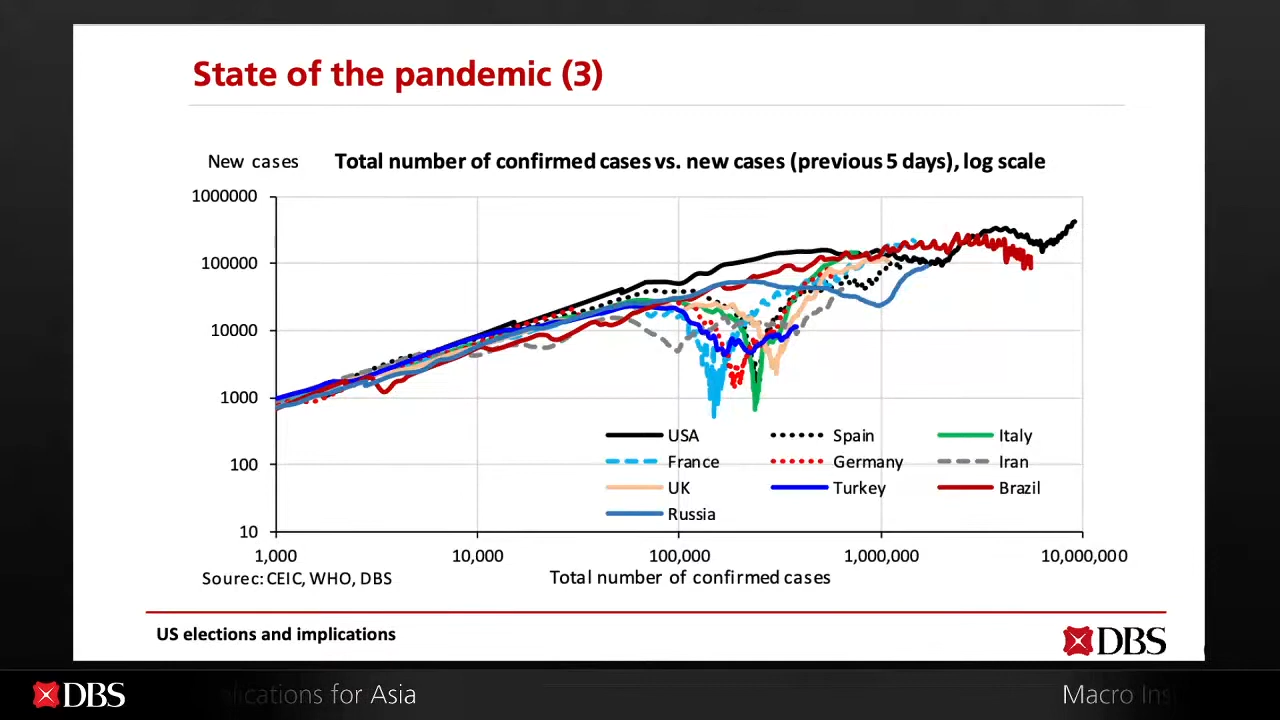 State of the pandemic (3)
New cases
Total number of confirmed cases vs. new cases (previous 5 days), log scale
1000000
100000
10000
1000
100
10
USA
Spain
Italy
France
Germany
Iran
UK
Turkey
Brazil
Russia
1,000
10,000
100,000
1,000,000
10,000,000
Sourec: CEIC, WHO, DBS
Total number of confirmed cases
US elections and implications
DBS
DBS
plications for Asia
Macro Ins